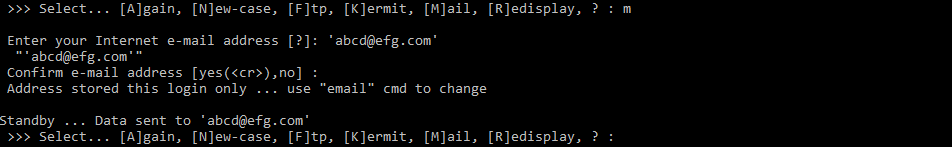 >>> Select... [A]gain, [N]ew-case, [F]tp, [K]ermit, [M]ail, [R]edisplay, ? : m
Enter your Internet e-mail address [?]: 'abcd@efg.com'
"'abcd@efg.com'"
Confirm e-mail address [yes(<cr>),no] :
Address stored this login only ... use "email" cmd to change
Standby ... Data sent to 'abcd@efg.com'
>>> Select... [A]gain, [N]ew-case, [F]tp, [K]ermit, [M]ail, [R]edisplay, ? :